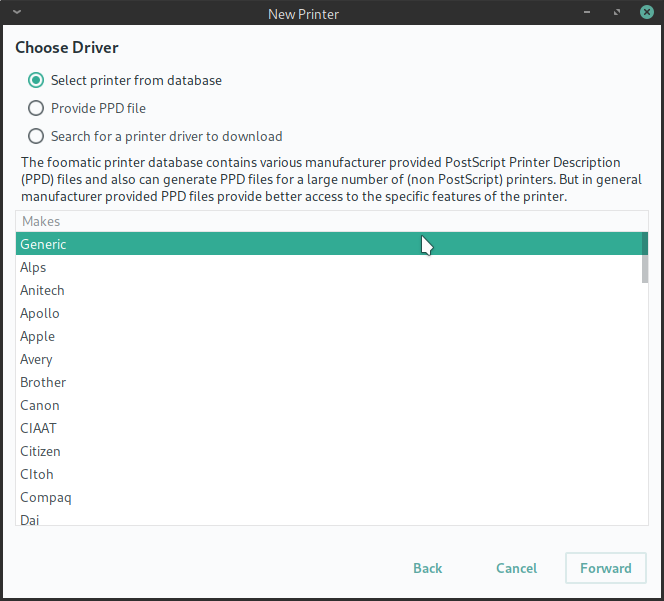 New Printer
Choose Driver
Select printer from database
Provide PPD file
Search for a printer driver to download
The foomatic printer database contains various manufacturer provided PostScript Printer Description
(PPD) files and also can generate PPD files for a large number of (non PostScript) printers. But in general
manufacturer provided PPD files provide better access to the specific features of the printer.
Makes
Generic
Alps
Anitech
Apollo
Apple
Avery
Brother
Canon
CIAAT
Citizen
CItoh
Compaq
Dai
Back
Cancel
Forward